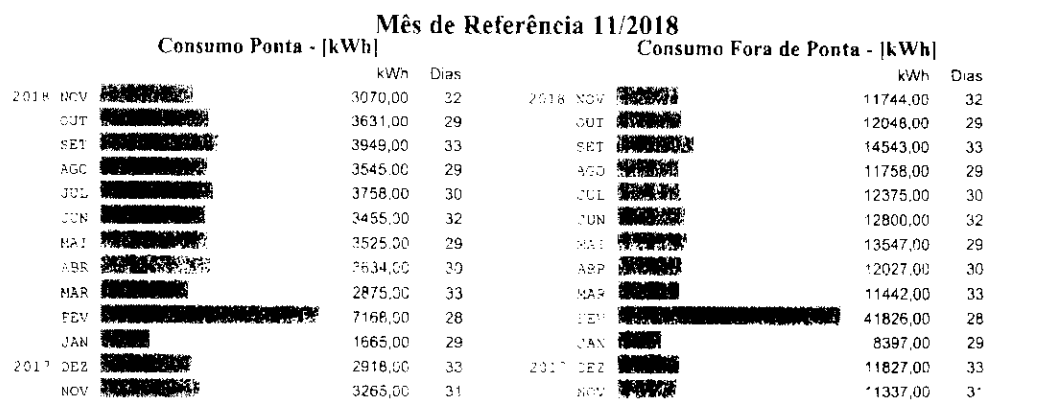 Mês de Referência 11/2018
Consumo Ponta - [kWh]
kWh Dias
2018 NOV 3070,00 32
OUT 3631,00 29
SET 3949,00 33
AGO 3545,00 29
JUL 3758,00 30
JUN 3455,00 32
MAI 3525,00 29
ABR 3634,00 30
MAR 2875,00 33
FEV 7168,00 28
JAN 1665,00 29
2017 DEZ 2918,00 33
NOV 3265,00 31
Consumo Fora de Ponta - [kWh]
kWh Dias
2018 NOV 11744,00 32
OUT 12048,00 29
SET 14543,00 33
AGO 11758,00 29
JUL 12375,00 30
JUN 12800,00 32
MAI 13547,00 29
ABR 12027,00 30
MAR 11442,00 33
FEV 41826,00 28
JAN 8397,00 29
2017 DEZ 11827,00 33
NOV 11337,00 31